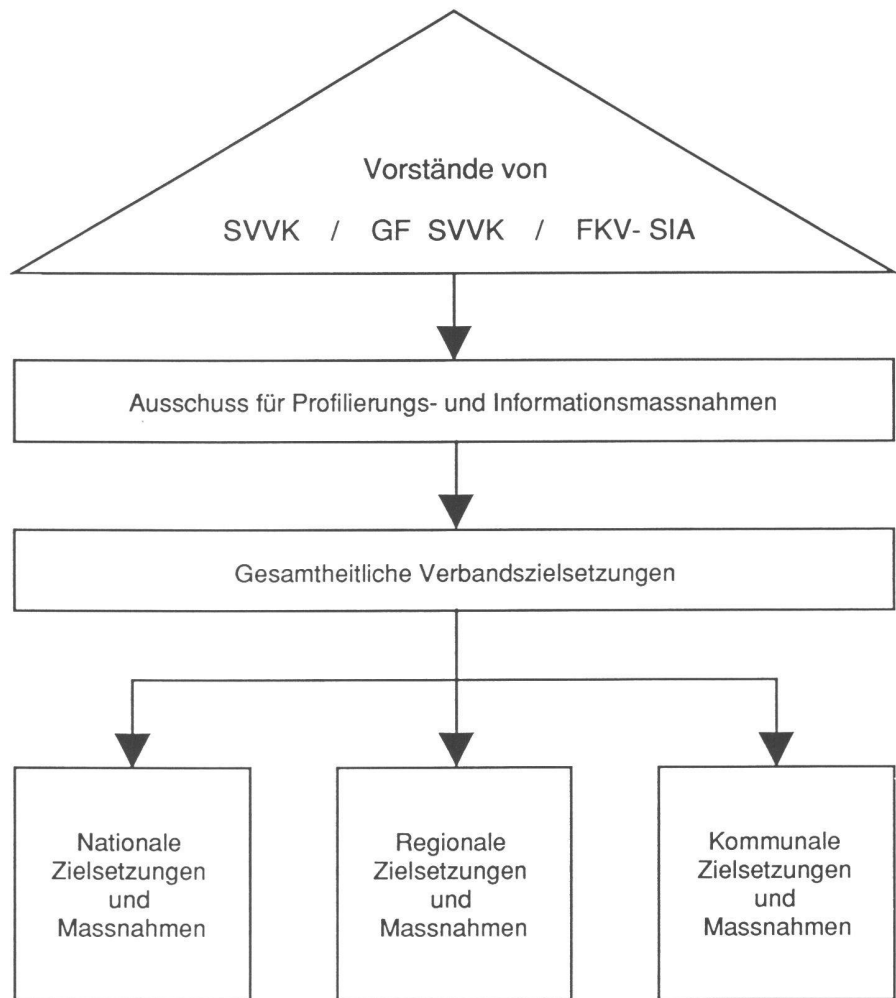 Vorstände von
SVVK / GF SVVK / FKV- SIA
Ausschuss für Profilierungs- und Informationsmassnahmen
Gesamtheitliche Verbandszielsetzungen
Nationale
Zielsetzungen
und
Massnahmen
Regionale
Zielsetzungen
und
Massnahmen
Kommunale
Zielsetzungen
und
Massnahmen